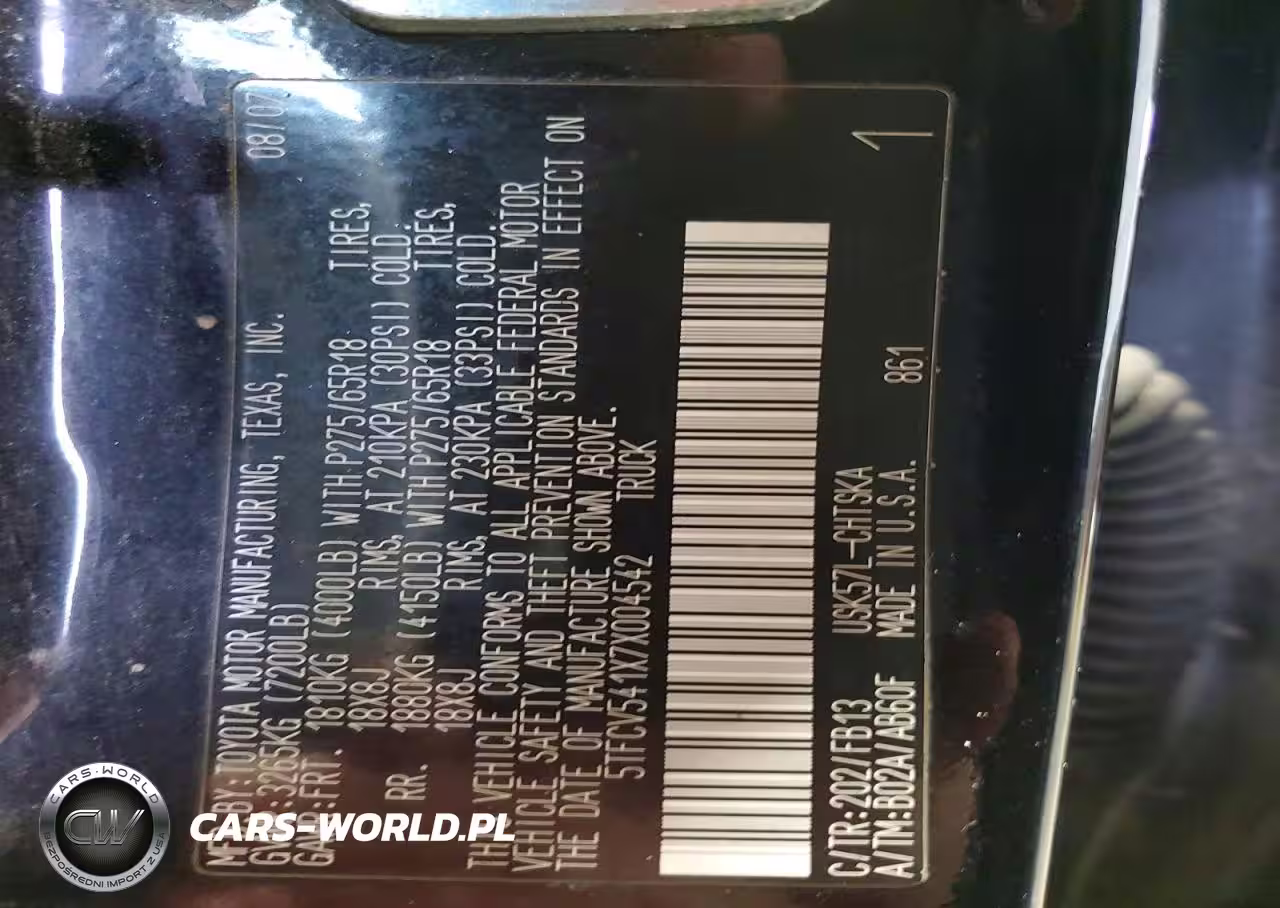 MFD BY:TOYOTA MOTOR MANUFACTURING, TEXAS, INC. 08/07
GVWR:3265KG (7200LB)
GAWR:FRT. 1810KG (4000LB) WITH P275/65R18 TIRES,
18X8J RIMS, AT 210KPA (30PSI) COLD.
RR. 1880KG (4150LB) WITH P275/65R18 TIRES,
18X8J RIMS, AT 230KPA (33PSI) COLD.
THIS VEHICLE CONFORMS TO ALL APPLICABLE FEDERAL MOTOR
VEHICLE SAFETY AND THEFT PREVENTION STANDARDS IN EFFECT ON
THE DATE OF MANUFACTURE SHOWN ABOVE.
5TFCV541X7X004542 TRUCK
C/TR:202/FB13 USK57L-CHTSKA 1
A/TM:B02A/AB60F MADE IN U.S.A. 861
CARS-WORLD
CW
BEZPOŚREDNI IMPORT Z USA
CARS-WORLD.PL